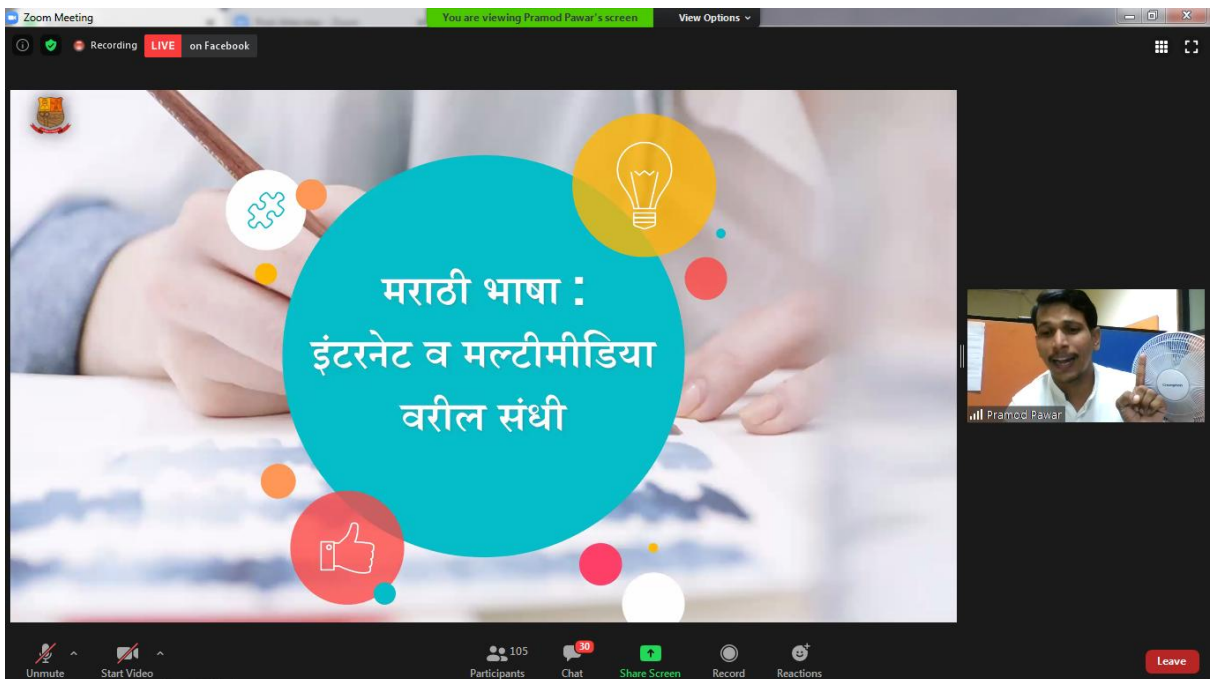 Zoom Meeting
You are viewing Pramod Pawar's screen
View Options
Recording
LIVE
on Facebook
मराठी भाषा :
इंटरनेट व मल्टीमीडिया
वरील संधी
Pramod Pawar
Unmute
Start Video
105
Participants
30
Chat
Share Screen
Record
Reactions
Leave